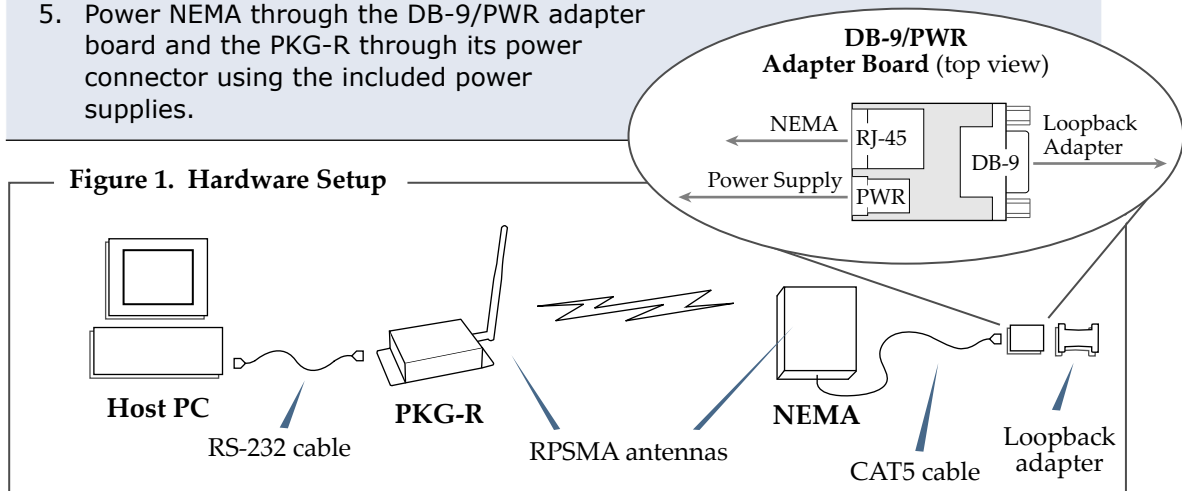 5. Power NEMA through the DB-9/PWR adapter
board and the PKG-R through its power
connector using the included power
supplies.
DB-9/PWR
Adapter Board (top view)
NEMA
RJ-45
Loopback
Adapter
DB-9
Power Supply
PWR
Figure 1. Hardware Setup
Host PC
PKG-R
NEMA
RS-232 cable
RPSMA antennas
CAT5 cable
Loopback
adapter